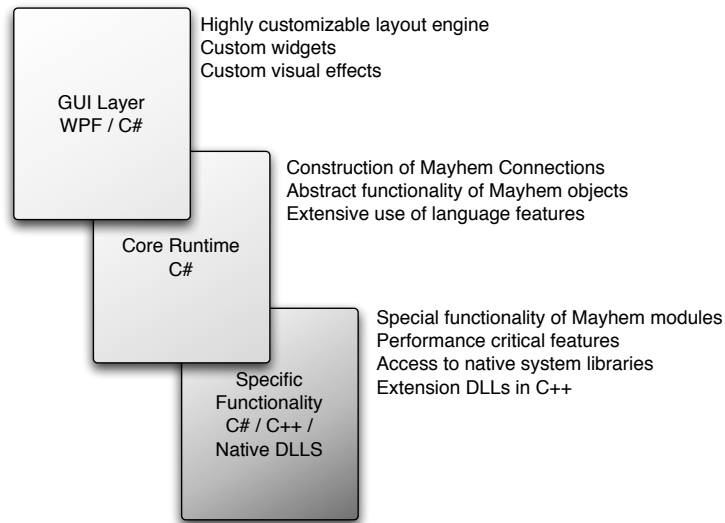 Highly customizable layout engine
Custom widgets
Custom visual effects
GUI Layer
WPF / C#
Construction of Mayhem Connections
Abstract functionality of Mayhem objects
Extensive use of language features
Core Runtime
C#
Special functionality of Mayhem modules
Performance critical features
Access to native system libraries
Extension DLLs in C++
Specific
Functionality
C# / C++ /
Native DLLS